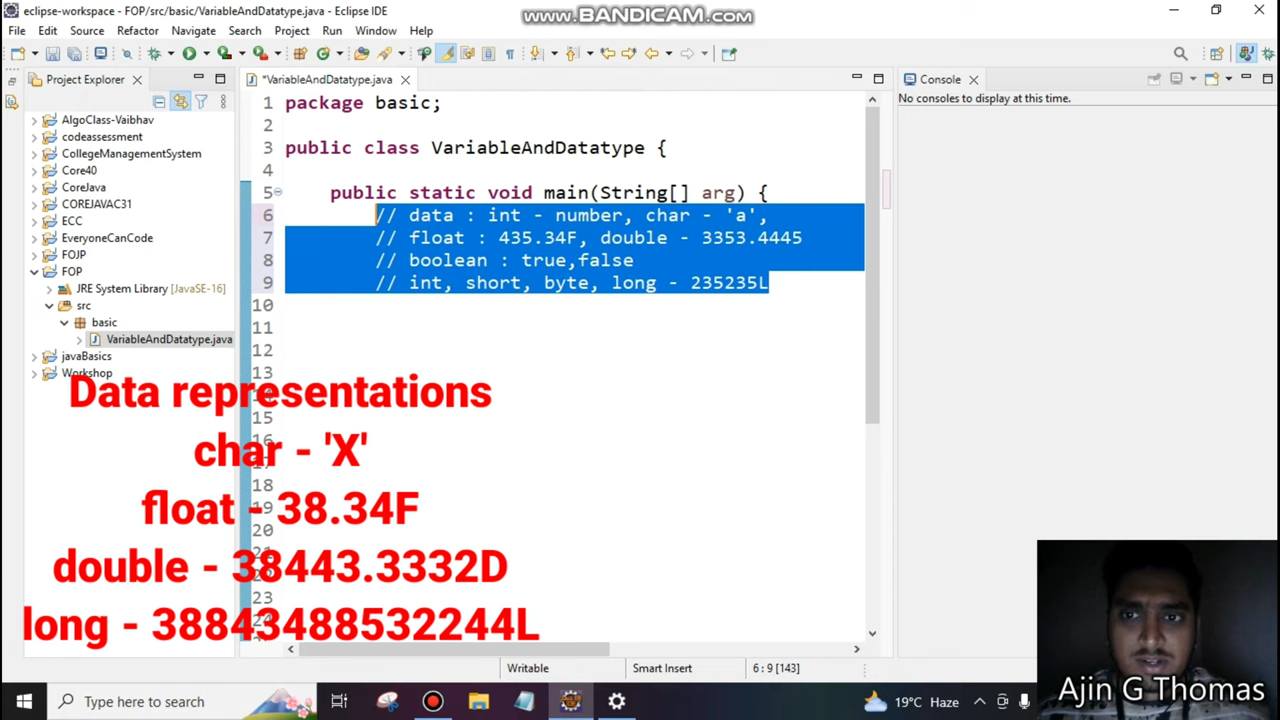 eclipse-workspace - FOP/src/basic/VariableAndDatatype.java - Eclipse IDE
www.BANDICAM.com
File Edit Source Refactor Navigate Search Project Run Window Help
Project Explorer
*VariableAndDatatype.java
Console
No consoles to display at this time.
AlgoClass-Vaibhav
codeassessment
CollegeManagementSystem
Core40
CoreJava
COREJAVAC31
ECC
EveryoneCanCode
FOJP
FOP
JRE System Library [JavaSE-16]
src
basic
VariableAndDatatype.java
javaBasics
Workshop
1 package basic;
2
3 public class VariableAndDatatype {
4
5 public static void main(String[] arg) {
6 // data : int - number, char - 'a',
7 // float : 435.34F, double - 3353.4445
8 // boolean : true,false
9 // int, short, byte, long - 235235L
10
11
12
13
15
16
18
19
20
23
Data representations
char - 'X'
float - 38.34F
double - 38443.3332D
long - 38843488532244L
Writable
Smart Insert
6 : 9 [143]
Ajin G Thomas
Type here to search
19°C Haze